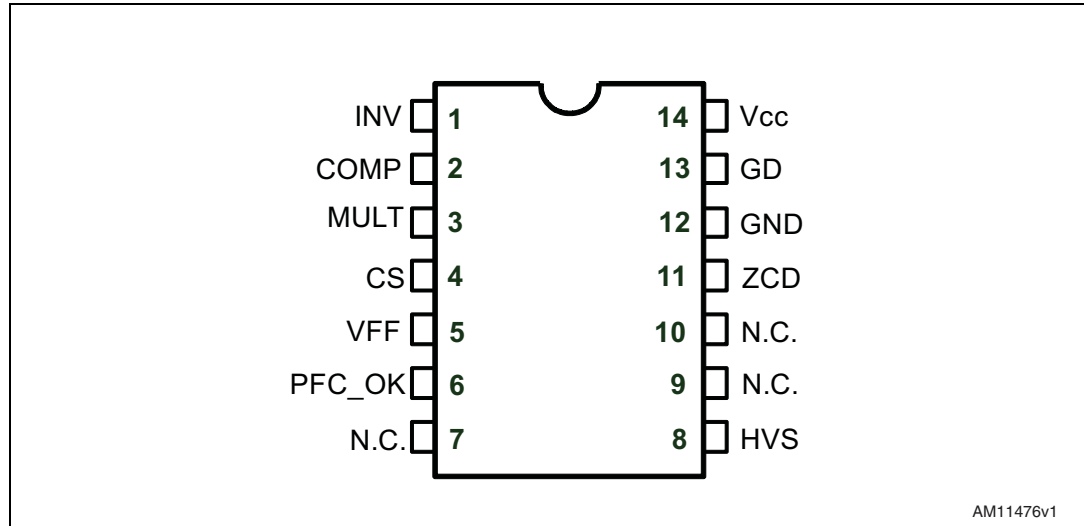 INV 1 14 Vcc
COMP 2 13 GD
MULT 3 12 GND
CS 4 11 ZCD
VFF 5 10 N.C.
PFC_OK 6 9 N.C.
N.C. 7 8 HVS
AM11476v1